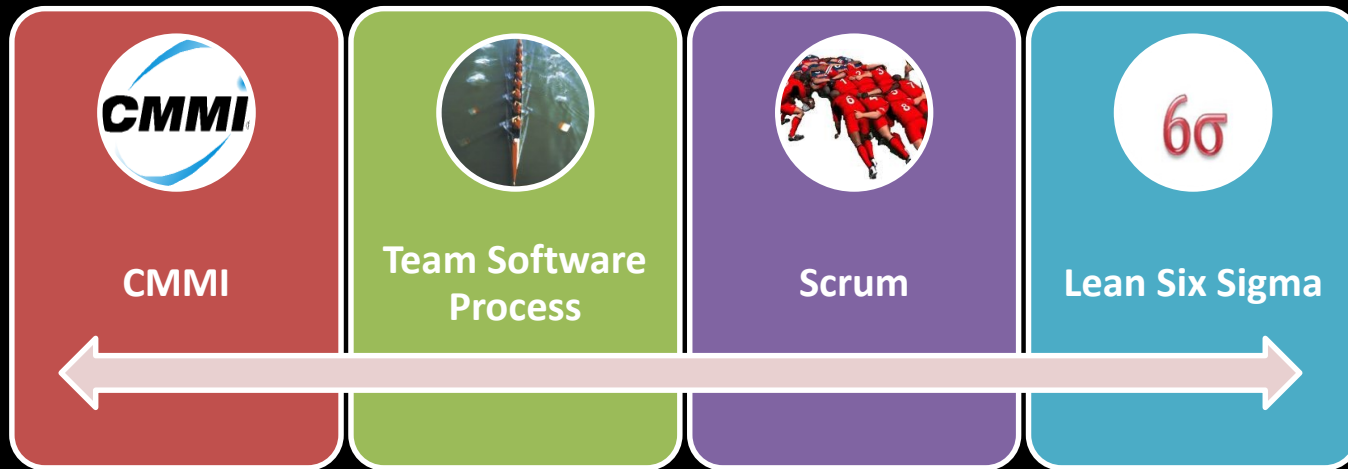 CMMI
6σ
CMMI
Team Software
Process
Scrum
Lean Six Sigma